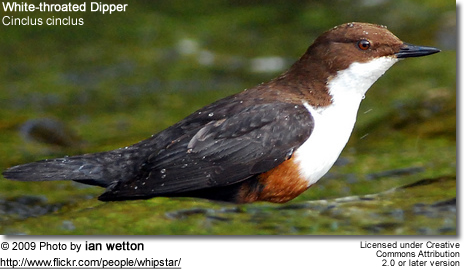 White-throated Dipper
Cinclus cinclus
© 2009 Photo by ian wetton
http://www.flickr.com/people/whipstar/
Licensed under Creative
Commons Attribution
2.0 or later version